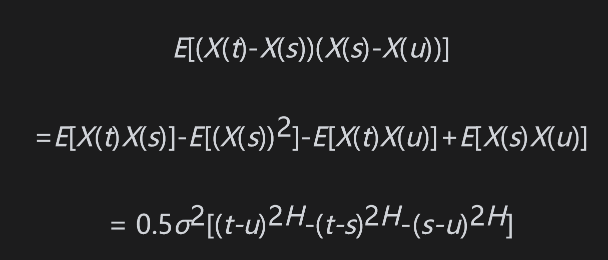 E[(X(t)-X(s))(X(s)-X(u))]
=E[X(t)X(s)]-E[(X(s))²]-E[X(t)X(u)]+E[X(s)X(u)]
= 0.5σ²[(t-u)²ᴴ-(t-s)²ᴴ-(s-u)²ᴴ]